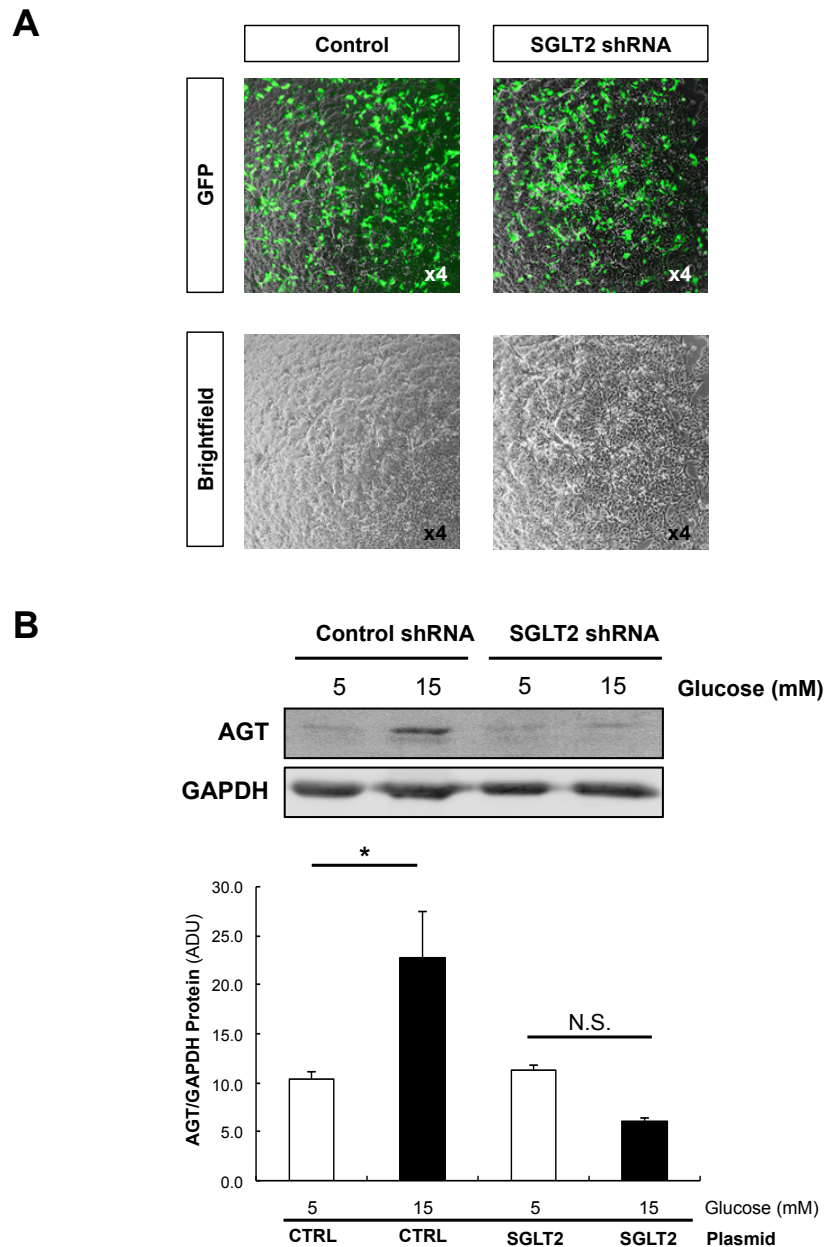 A
Control SGLT2 shRNA
GFP
x4 x4
Brightfield
x4 x4
B
Control shRNA SGLT2 shRNA
5 15 5 15 Glucose (mM)
AGT
GAPDH
*
30.0
25.0
20.0
15.0
10.0
5.0
0.0
AGT/GAPDH Protein (ADU)
N.S.
5 15 5 15 Glucose (mM)
CTRL CTRL SGLT2 SGLT2 Plasmid